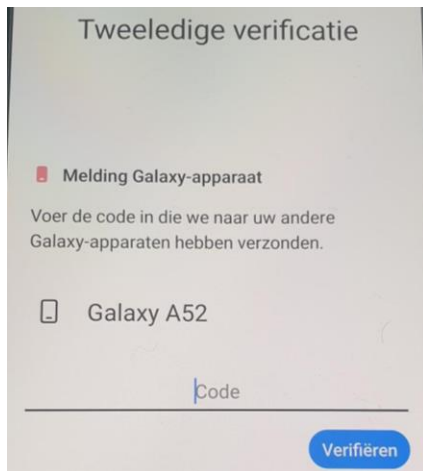 Tweeledige verificatie
Melding Galaxy-apparaat
Voer de code in die we naar uw andere
Galaxy-apparaten hebben verzonden.
Galaxy A52
Code
Verifiëren